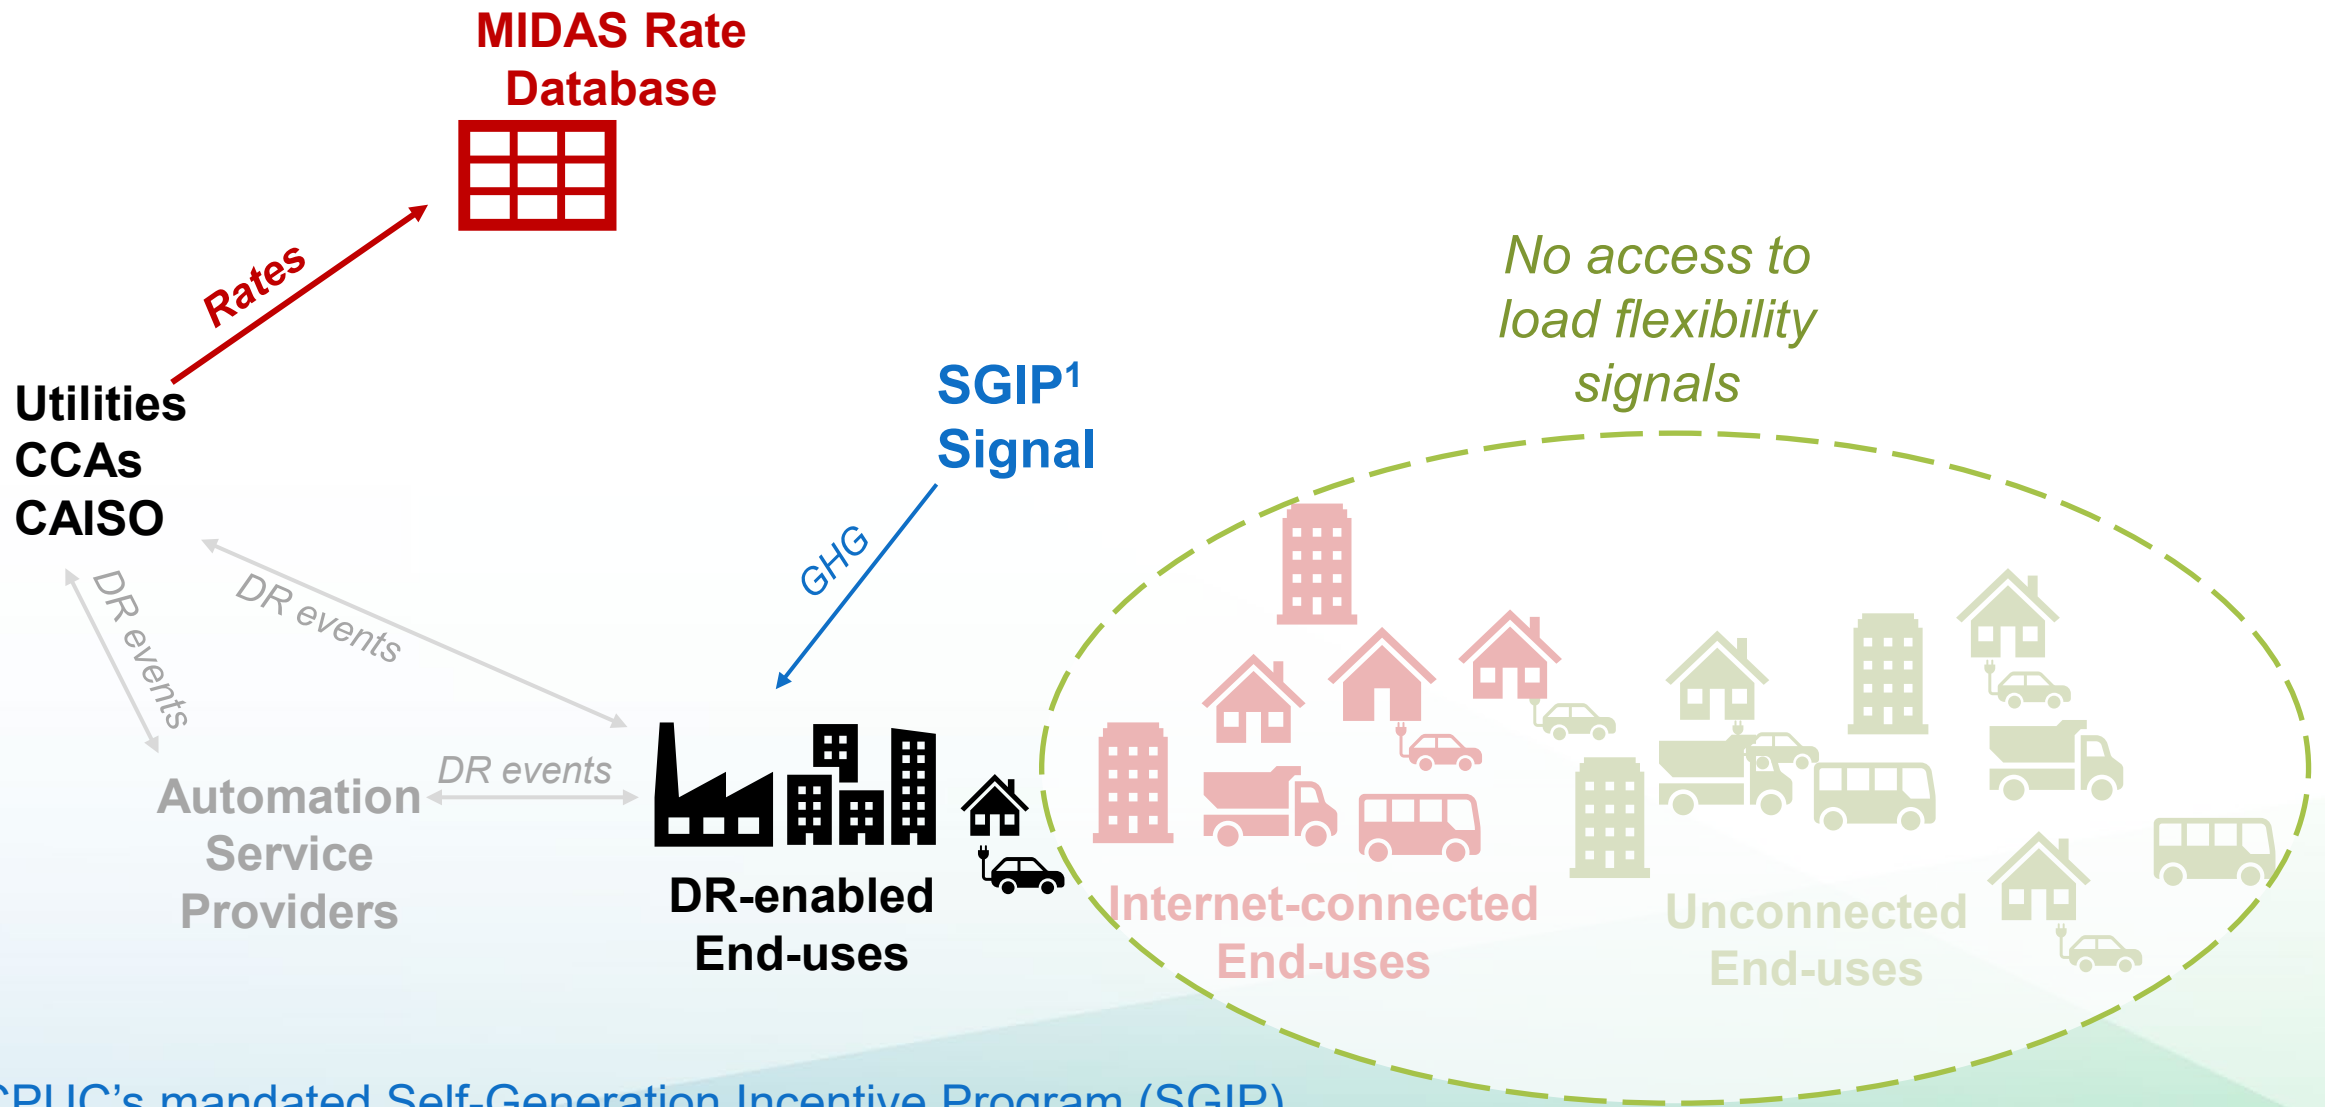 MIDAS Rate
Database
Rates
No access to
load flexibility
signals
SGIP¹
Signal
Utilities
CCAs
CAISO
GHG
DR events
DR events
DR events
Automation
Service
Providers
DR-enabled
End-uses
Internet-connected
End-uses
Unconnected
End-uses
CPUC's mandated Self-Generation Incentive Program (SGIP)